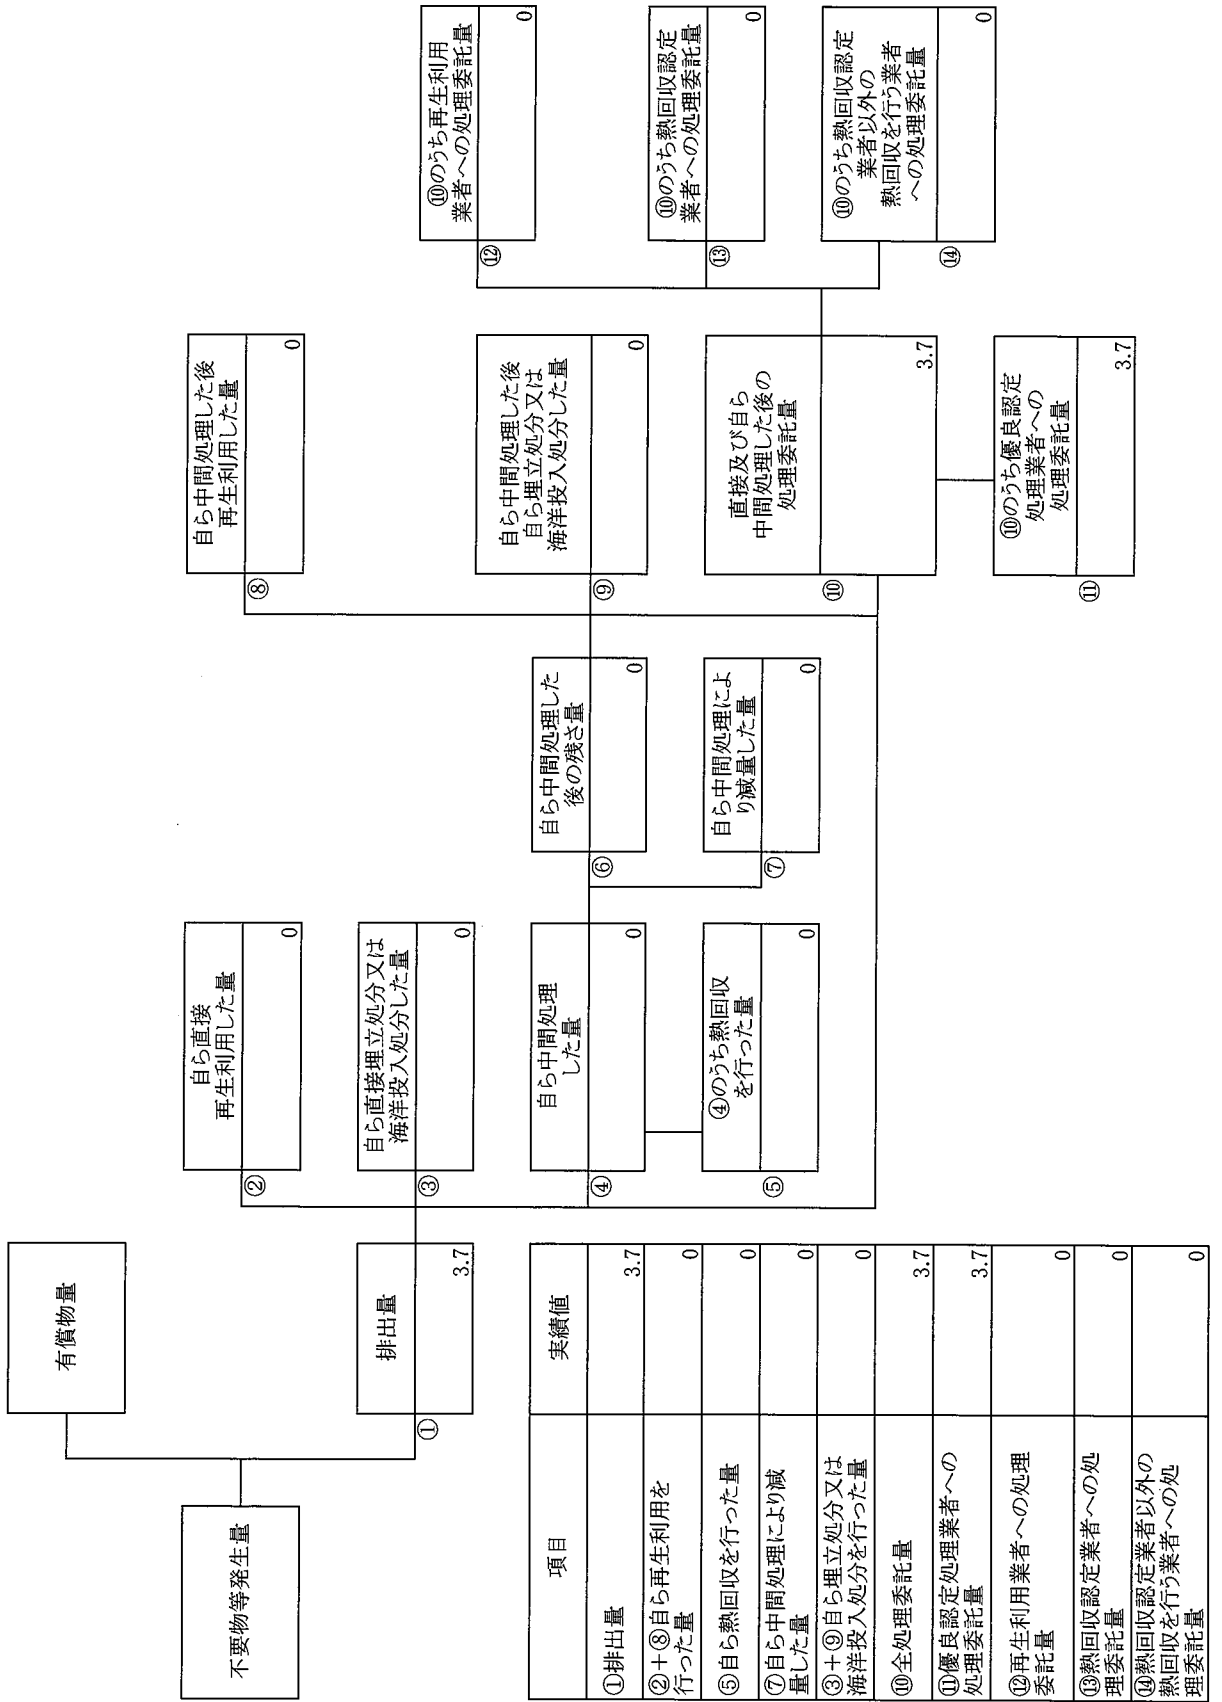 有償物量
不要物等発生量
排出量
①
3.7
自ら直接
再生利用した量
②
0
自ら直接埋立処分又は
海洋投入処分した量
③
0
自ら中間処理
した量
④
0
④のうち熱回収
を行った量
⑤
0
自ら中間処理した
後の残さ量
⑥
0
自ら中間処理によ
り減量した量
⑦
0
自ら中間処理した後
再生利用した量
⑧
0
自ら中間処理した後
自ら埋立処分又は
海洋投入処分した量
⑨
0
直接及び自ら
中間処理した後の
処理委託量
⑩
3.7
⑩のうち優良認定
処理業者への
処理委託量
⑪
3.7
⑩のうち再生利用
業者への処理委託量
⑫
0
⑩のうち熱回収認定
業者への処理委託量
⑬
0
⑩のうち熱回収認定
業者以外の
熱回収を行う業者
への処理委託量
⑭
0
項目 実績値
①排出量 3.7
②+⑧自ら再生利用を
行った量 0
⑤自ら熱回収を行った量 0
⑦自ら中間処理により減
量した量 0
③+⑨自ら埋立処分又は
海洋投入処分を行った量 0
⑩全処理委託量 3.7
⑪優良認定処理業者への
処理委託量 3.7
⑫再生利用業者への処理
委託量 0
⑬熱回収認定業者への処
理委託量 0
⑭熱回収認定業者以外の
熱回収を行う業者への処
理委託量 0